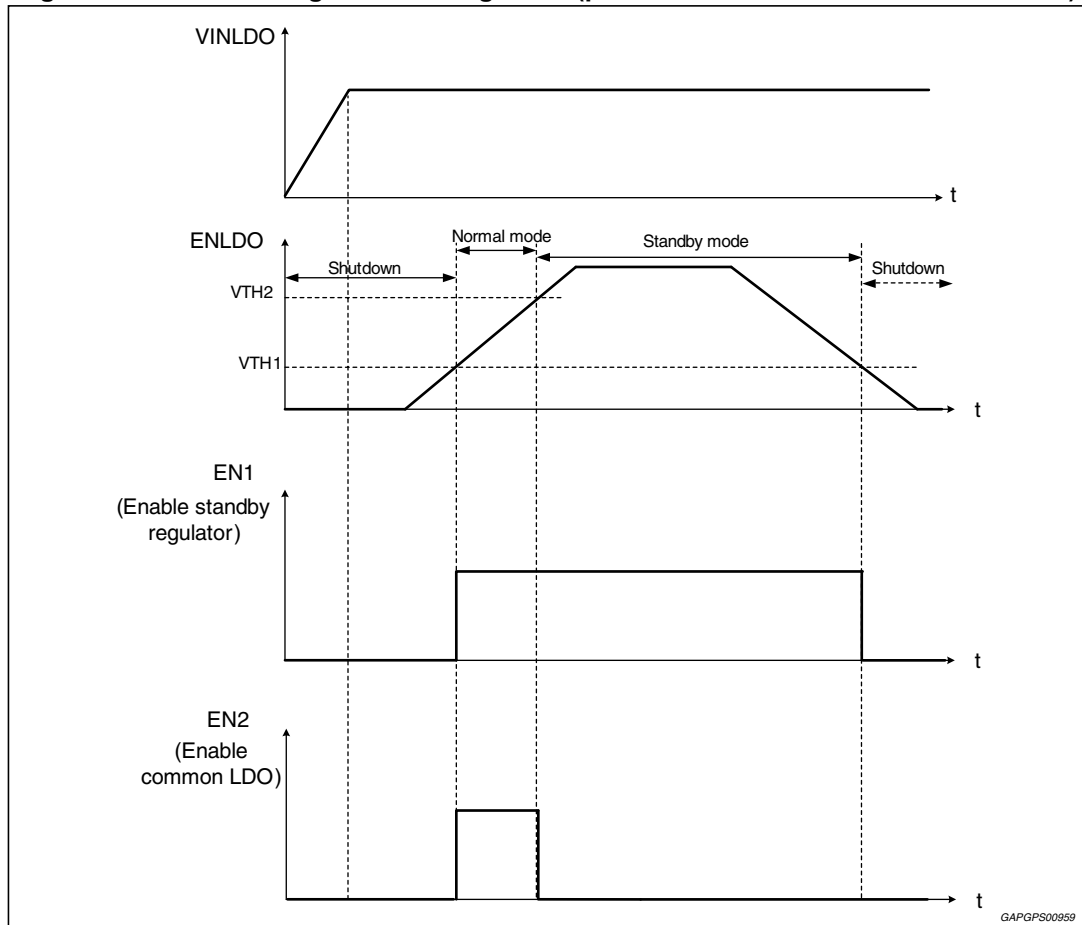 VINLDO
t
ENLDO
Normal mode
Standby mode
Shutdown
Shutdown
VTH2
VTH1
t
EN1
(Enable standby
regulator)
t
EN2
(Enable
common LDO)
t
GAPGPS00959